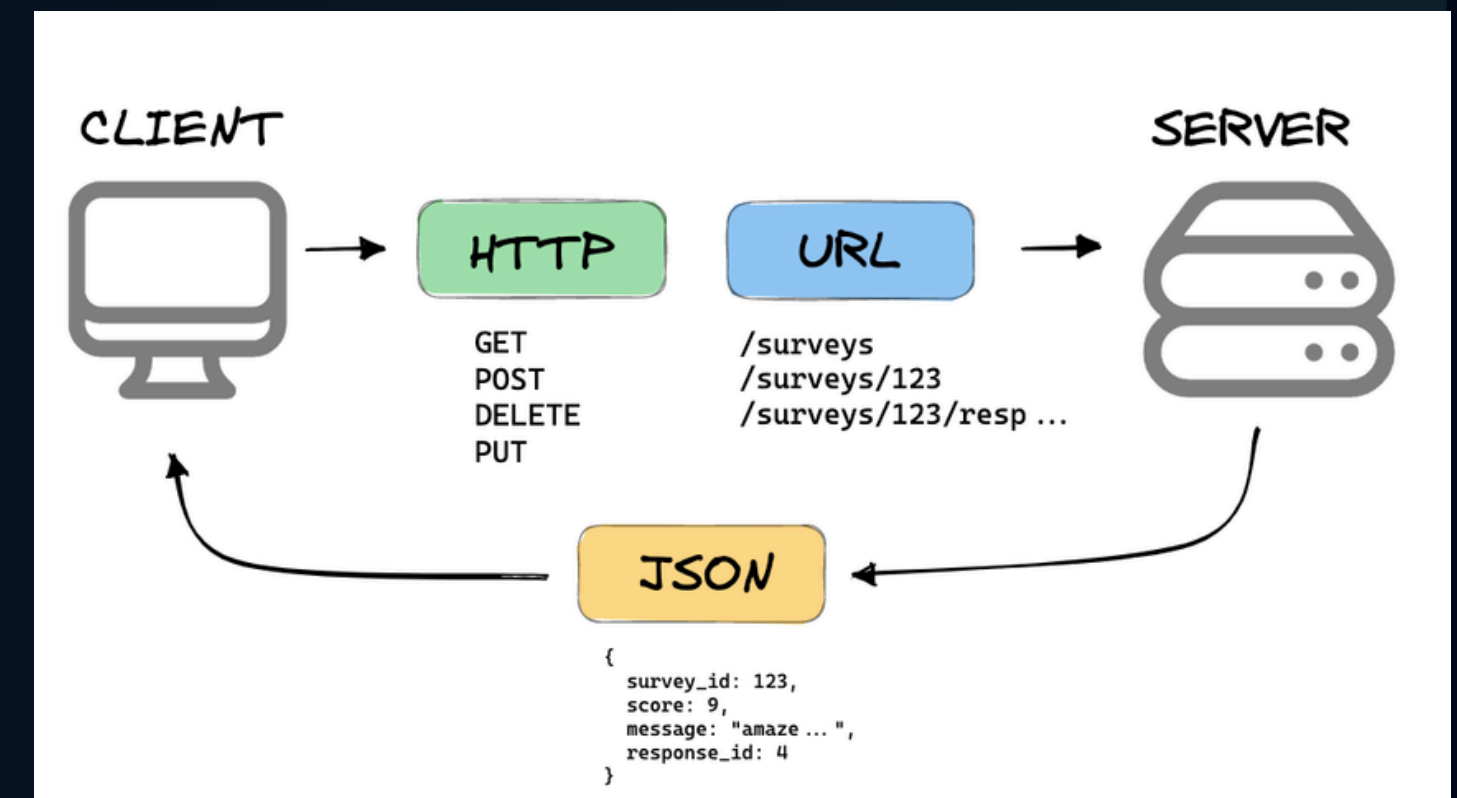 CLIENT
SERVER
HTTP
URL
GET
POST
DELETE
PUT
/surveys
/surveys/123
/surveys/123/resp ...
JSON
{
survey_id: 123,
score: 9,
message: "amaze ... ",
response_id: 4
}